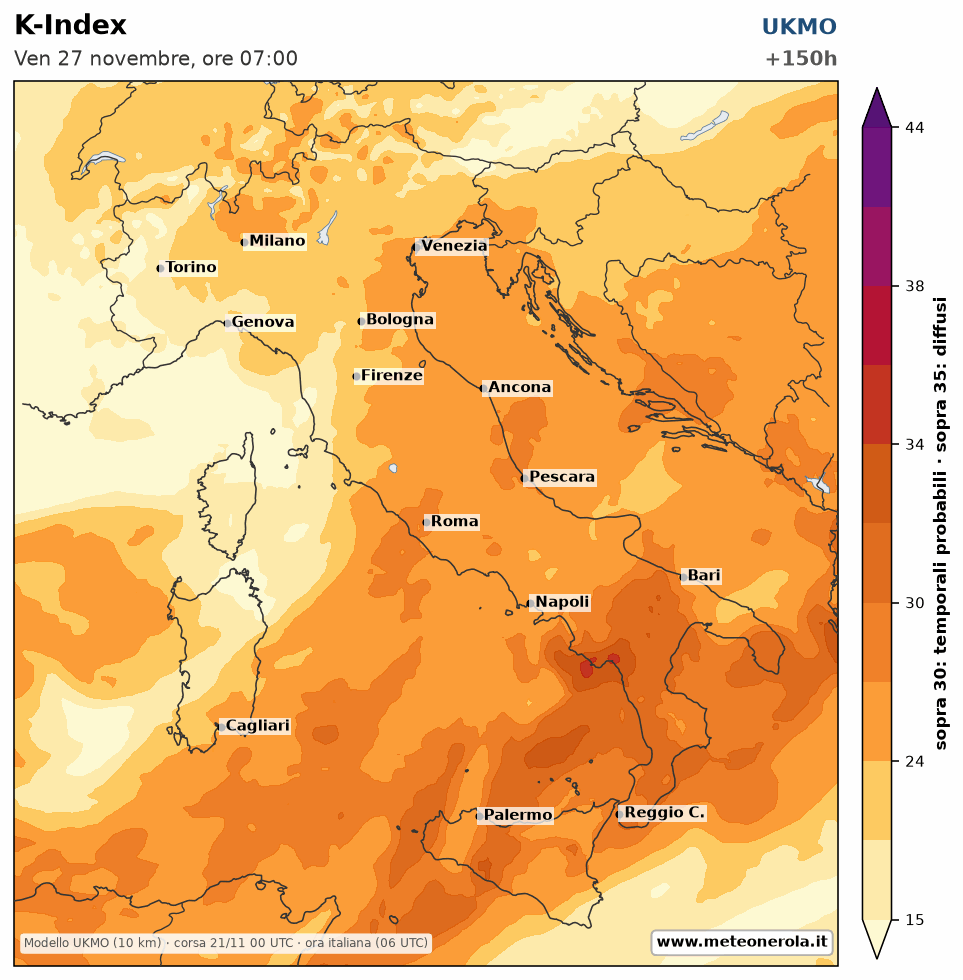 K-Index
UKMO
Ven 27 novembre, ore 07:00
+150h
Milano
Venezia
Torino
Genova
Bologna
Firenze
Ancona
Pescara
Roma
Bari
Napoli
Cagliari
Palermo
Reggio C.
44
38
34
30
24
15
sopra 30: temporali probabili · sopra 35: diffusi
Modello UKMO (10 km) · corsa 21/11 00 UTC · ora italiana (06 UTC)
www.meteonerola.it